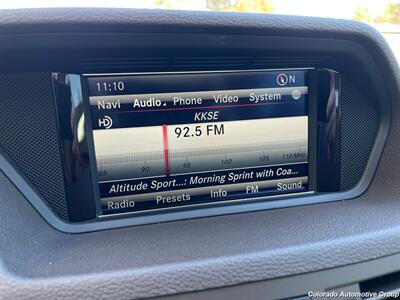 11:10 N
Navi Audio Phone Video System
HD KKSE
92.5 FM
85 90 95 100 105 110 MHz
Altitude Sport...: Morning Sprint with Coa...
Radio Presets Info FM Sound
Colorado Automotive Group